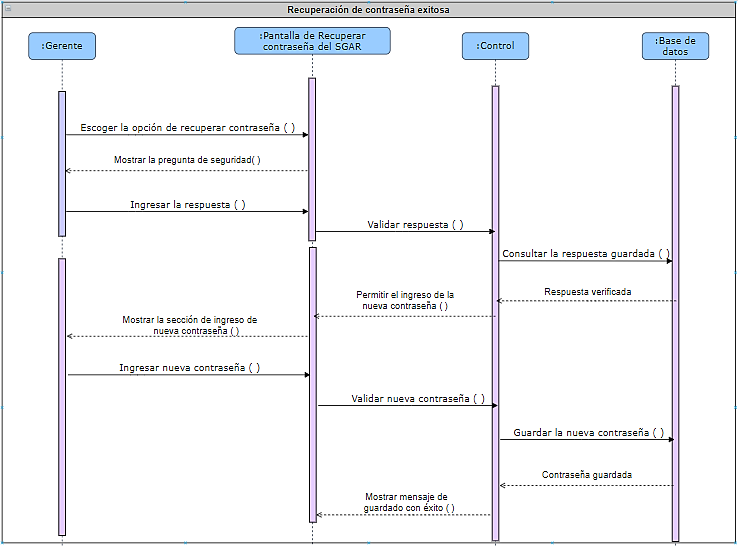 Recuperación de contraseña exitosa
:Gerente
:Pantalla de Recuperar
contraseña del SGAR
:Control
:Base de
datos
Escoger la opción de recuperar contraseña ( )
Mostrar la pregunta de seguridad( )
Ingresar la respuesta ( )
Validar respuesta ( )
Consultar la respuesta guardada ( )
Respuesta verificada
Permitir el ingreso de la
nueva contraseña ( )
Mostrar la sección de ingreso de
nueva contraseña ( )
Ingresar nueva contraseña ( )
Validar nueva contraseña ( )
Guardar la nueva contraseña ( )
Contraseña guardada
Mostrar mensaje de
guardado con éxito ( )